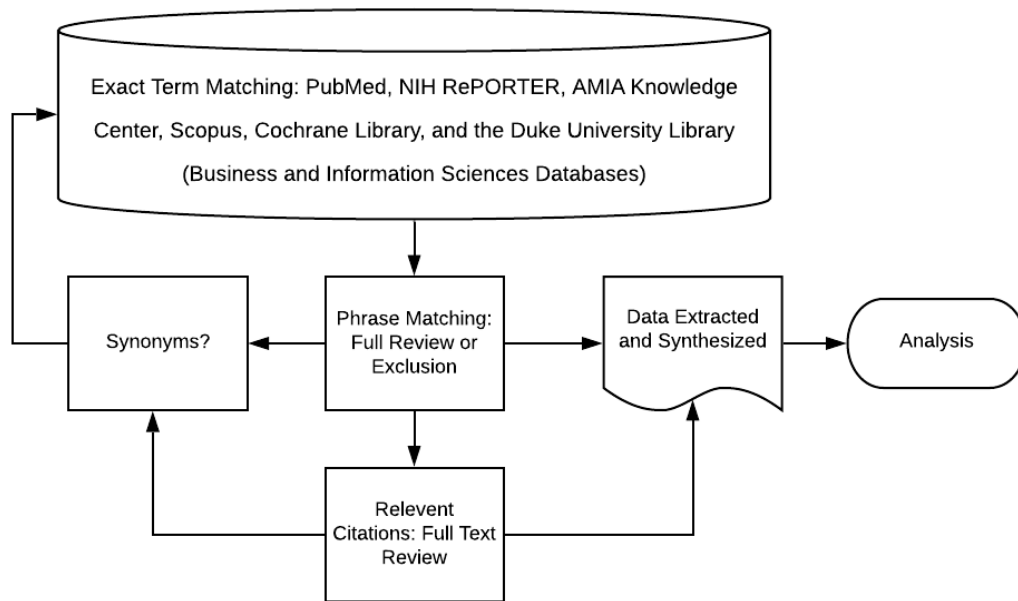 Exact Term Matching: PubMed, NIH RePORTER, AMIA Knowledge
Center, Scopus, Cochrane Library, and the Duke University Library
(Business and Information Sciences Databases)
Synonyms?
Phrase Matching:
Full Review or
Exclusion
Data Extracted
and Synthesized
Analysis
Relevent
Citations: Full Text
Review